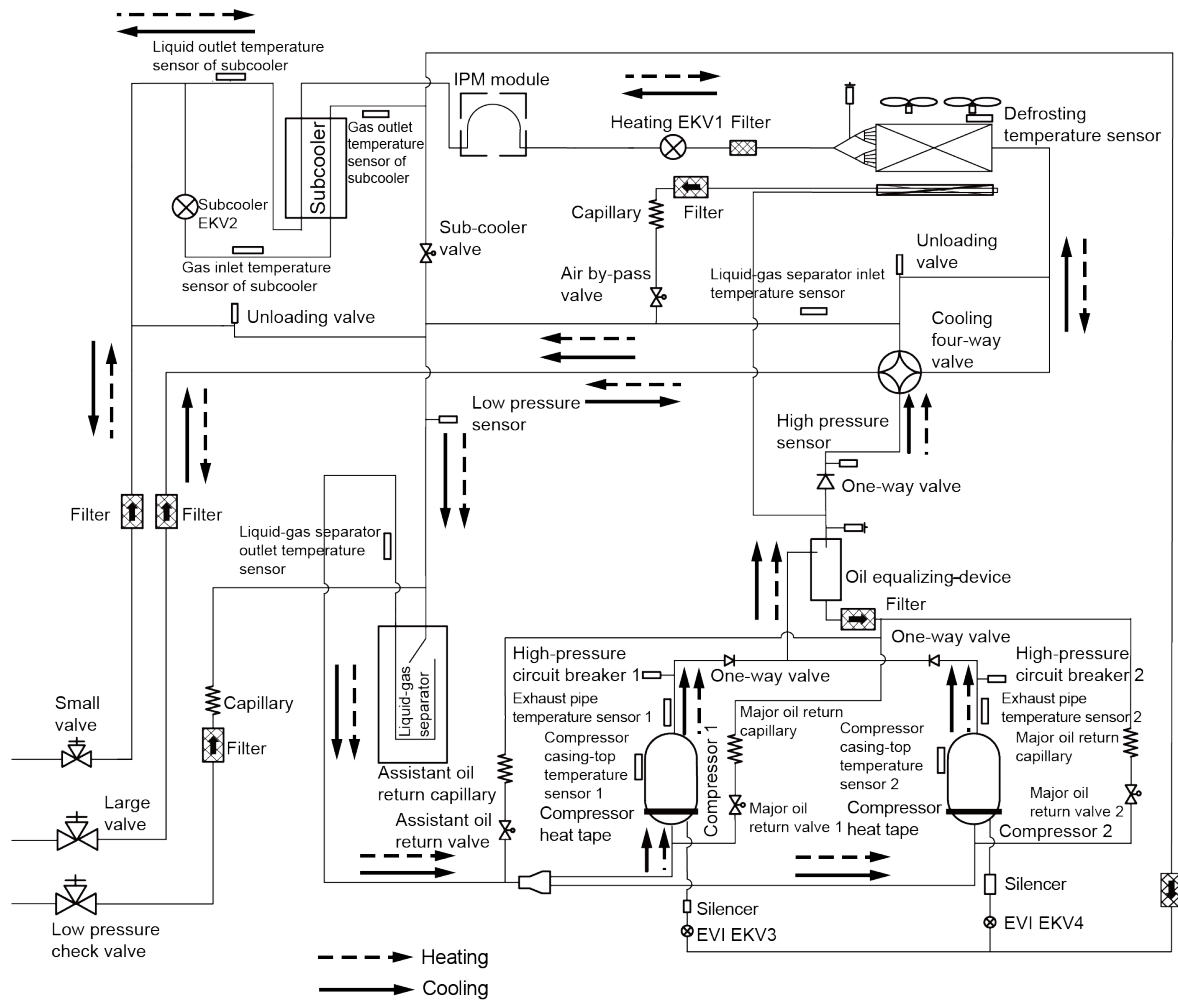 Liquid outlet temperature
sensor of subcooler
IPM module
Gas outlet
temperature
sensor of
subcooler
Subcooler
Heating EKV1 Filter
Defrosting
temperature sensor
Subcooler
EKV2
Capillary
Filter
Sub-cooler
valve
Unloading
valve
Gas inlet temperature
sensor of subcooler
Air by-pass
valve
Liquid-gas separator inlet
temperature sensor
Unloading valve
Cooling
four-way
valve
Low pressure
sensor
High pressure
sensor
One-way valve
Filter
Filter
Liquid-gas separator
outlet temperature
sensor
Oil equalizing-device
Filter
One-way valve
High-pressure
circuit breaker 1
One-way valve
High-pressure
circuit breaker 2
Liquid-gas
separator
Small
valve
Capillary
Filter
Exhaust pipe
temperature sensor 1
Major oil return
capillary
Exhaust pipe
temperature sensor 2
Compressor
casing-top
temperature
sensor 1
Compressor 1
Compressor
casing-top
temperature
sensor 2
Major oil return
capillary
Assistant oil
return capillary
Large
valve
Assistant oil
return valve
Compressor
heat tape
Major oil
return valve 1
Compressor
heat tape
Major oil
return valve 2
Compressor 2
Low pressure
check valve
Silencer
EVI EKV3
Silencer
EVI EKV4
Heating
Cooling